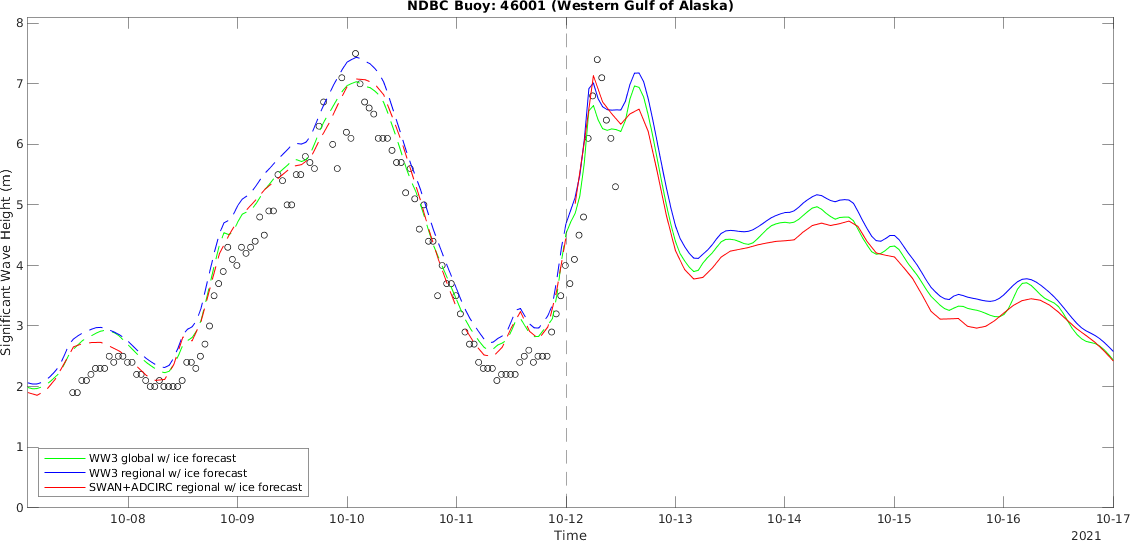 NDBC Buoy: 46001 (Western Gulf of Alaska)
Significant Wave Height (m)
8
7
6
5
4
3
2
1
0
WW3 global w/ ice forecast
WW3 regional w/ ice forecast
SWAN+ADCIRC regional w/ ice forecast
10-08 10-09 10-10 10-11 10-12 10-13 10-14 10-15 10-16 10-17
Time
2021